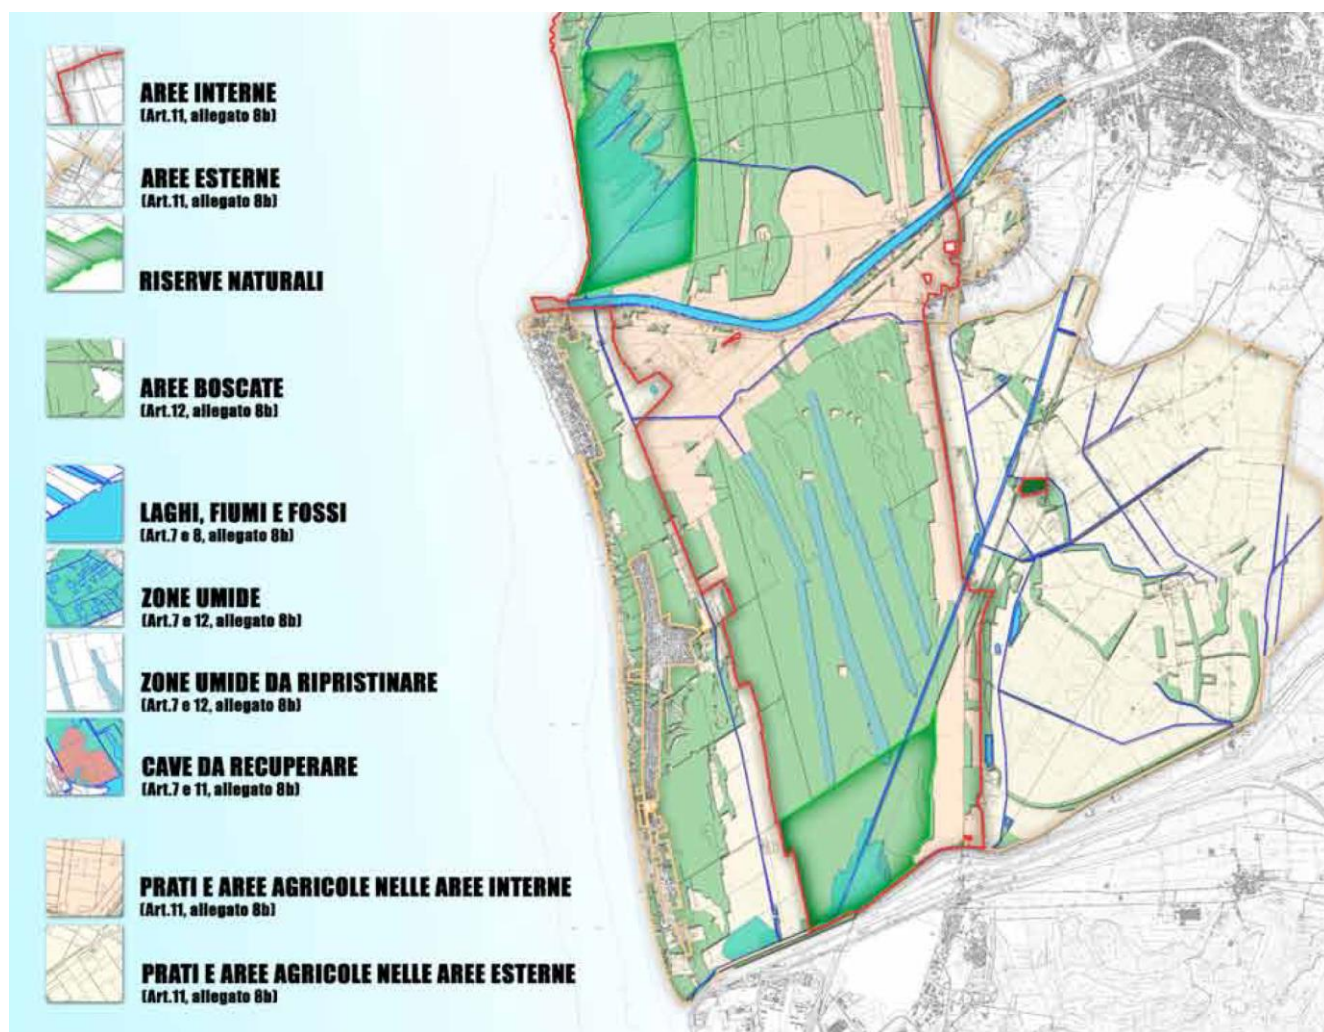 AREE INTERNE
(Art.11, allegato 8b)
AREE ESTERNE
(Art.11, allegato 8b)
RISERVE NATURALI
AREE BOSCATE
(Art.12, allegato 8b)
LAGHI, FIUMI E FOSSI
(Art.7 e 8, allegato 8b)
ZONE UMIDE
(Art.7 e 12, allegato 8b)
ZONE UMIDE DA RIPRISTINARE
(Art.7 e 12, allegato 8b)
CAVE DA RECUPERARE
(Art.7 e 11, allegato 8b)
PRATI E AREE AGRICOLE NELLE AREE INTERNE
(Art.11, allegato 8b)
PRATI E AREE AGRICOLE NELLE AREE ESTERNE
(Art.11, allegato 8b)